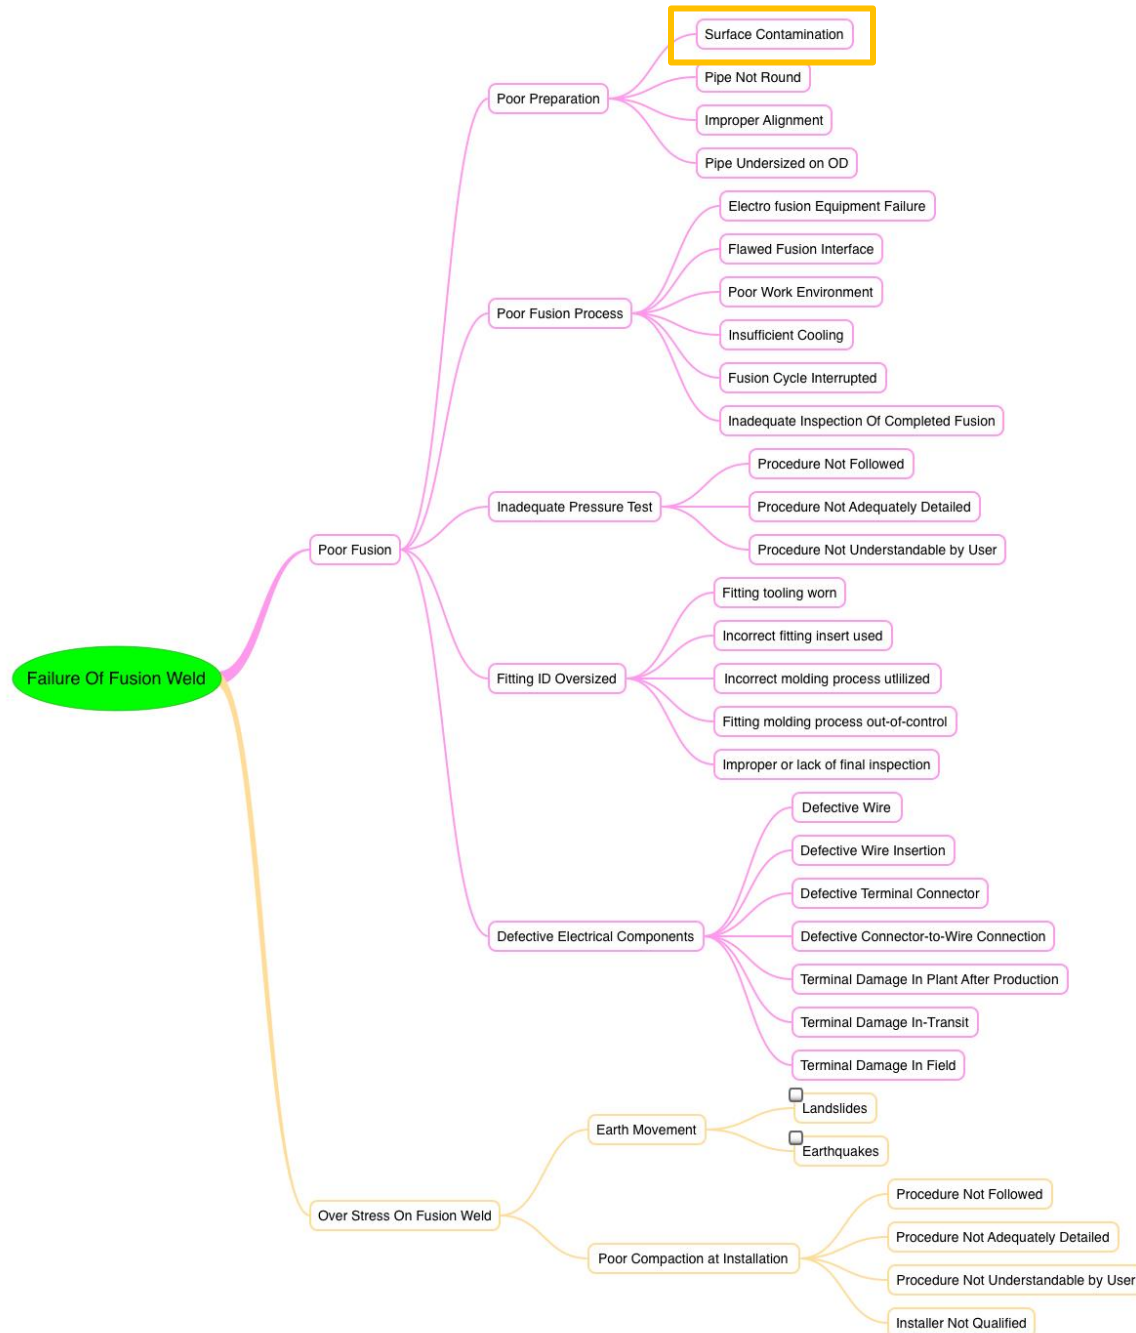 Surface Contamination
Pipe Not Round
Poor Preparation
Improper Alignment
Pipe Undersized on OD
Electro fusion Equipment Failure
Flawed Fusion Interface
Poor Work Environment
Poor Fusion Process
Insufficient Cooling
Fusion Cycle Interrupted
Inadequate Inspection Of Completed Fusion
Procedure Not Followed
Inadequate Pressure Test
Procedure Not Adequately Detailed
Procedure Not Understandable by User
Poor Fusion
Fitting tooling worn
Incorrect fitting insert used
Failure Of Fusion Weld
Fitting ID Oversized
Incorrect molding process utlilized
Fitting molding process out-of-control
Improper or lack of final inspection
Defective Wire
Defective Wire Insertion
Defective Terminal Connector
Defective Electrical Components
Defective Connector-to-Wire Connection
Terminal Damage In Plant After Production
Terminal Damage In-Transit
Terminal Damage In Field
Landslides
Earth Movement
Earthquakes
Over Stress On Fusion Weld
Procedure Not Followed
Procedure Not Adequately Detailed
Poor Compaction at Installation
Procedure Not Understandable by User
Installer Not Qualified